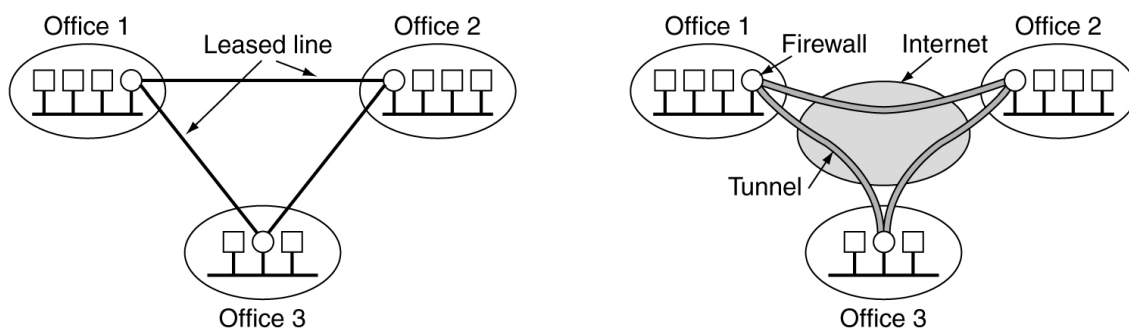 Office 1
Leased line
Office 2
Office 3
Office 1
Firewall
Internet
Office 2
Tunnel
Office 3